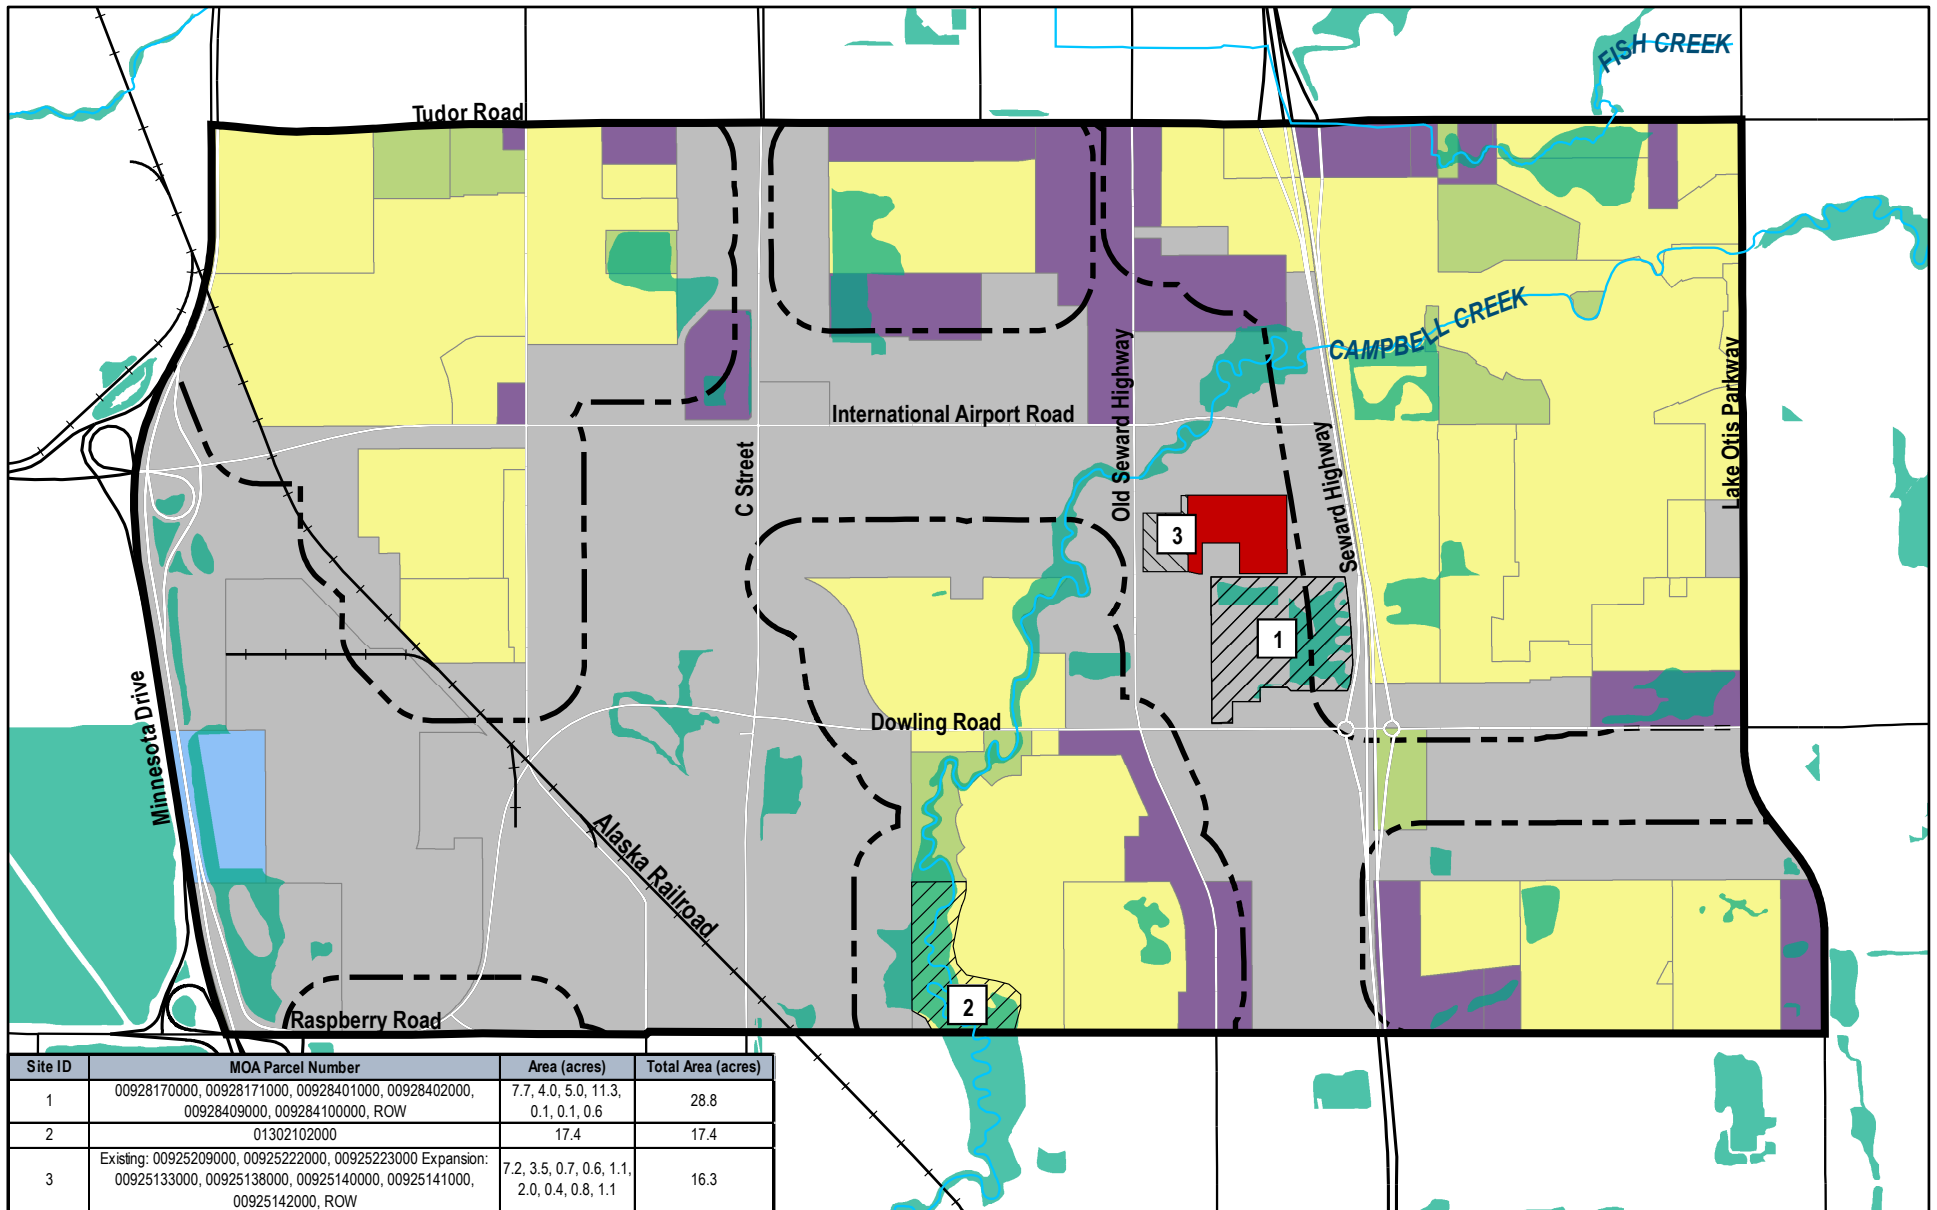 FISH CREEK
Tudor Road
CAMPBELL CREEK
International Airport Road
Old Seward Highway
Seward Highway
Lake Otis Parkway
C Street
3
1
Minnesota Drive
Dowling Road
Alaska Railroad
2
Raspberry Road
Site ID MOA Parcel Number Area (acres) Total Area (acres)
1 00928170000, 00928171000, 00928401000, 00928402000, 7.7, 4.0, 5.0, 11.3, 28.8
00928409000, 009284100000, ROW 0.1, 0.1, 0.6
2 01302102000 17.4 17.4
Existing: 00925209000, 00925222000, 00925223000 Expansion:
3 00925133000, 00925138000, 00925140000, 00925141000, 7.2, 3.5, 0.7, 0.6, 1.1, 16.3
00925142000, ROW 2.0, 0.4, 0.8, 1.1